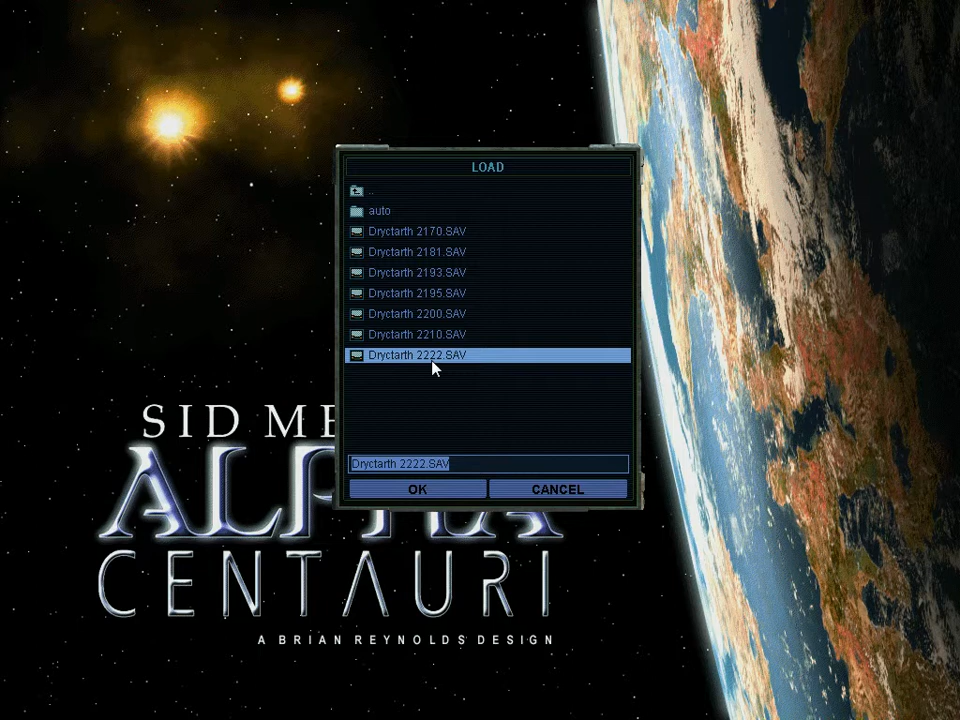 LOAD
..
auto
Dryctarth 2170.SAV
Dryctarth 2181.SAV
Dryctarth 2193.SAV
Dryctarth 2195.SAV
Dryctarth 2200.SAV
Dryctarth 2210.SAV
Dryctarth 2222.SAV
Dryctarth 2222.SAV
OK CANCEL
SID ME
ALPHA
CENTAURI
A BRIAN REYNOLDS DESIGN